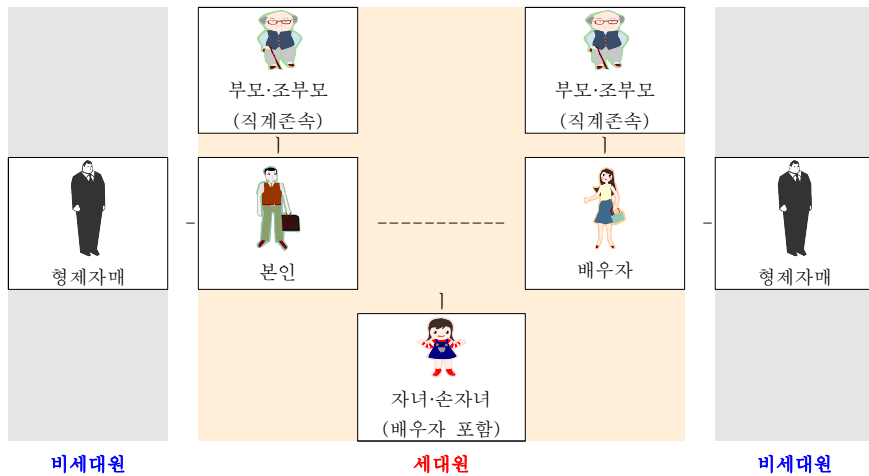 부모·조부모
(직계존속)
부모·조부모
(직계존속)
형제자매
본인
배우자
형제자매
자녀·손자녀
(배우자 포함)
비세대원
세대원
비세대원